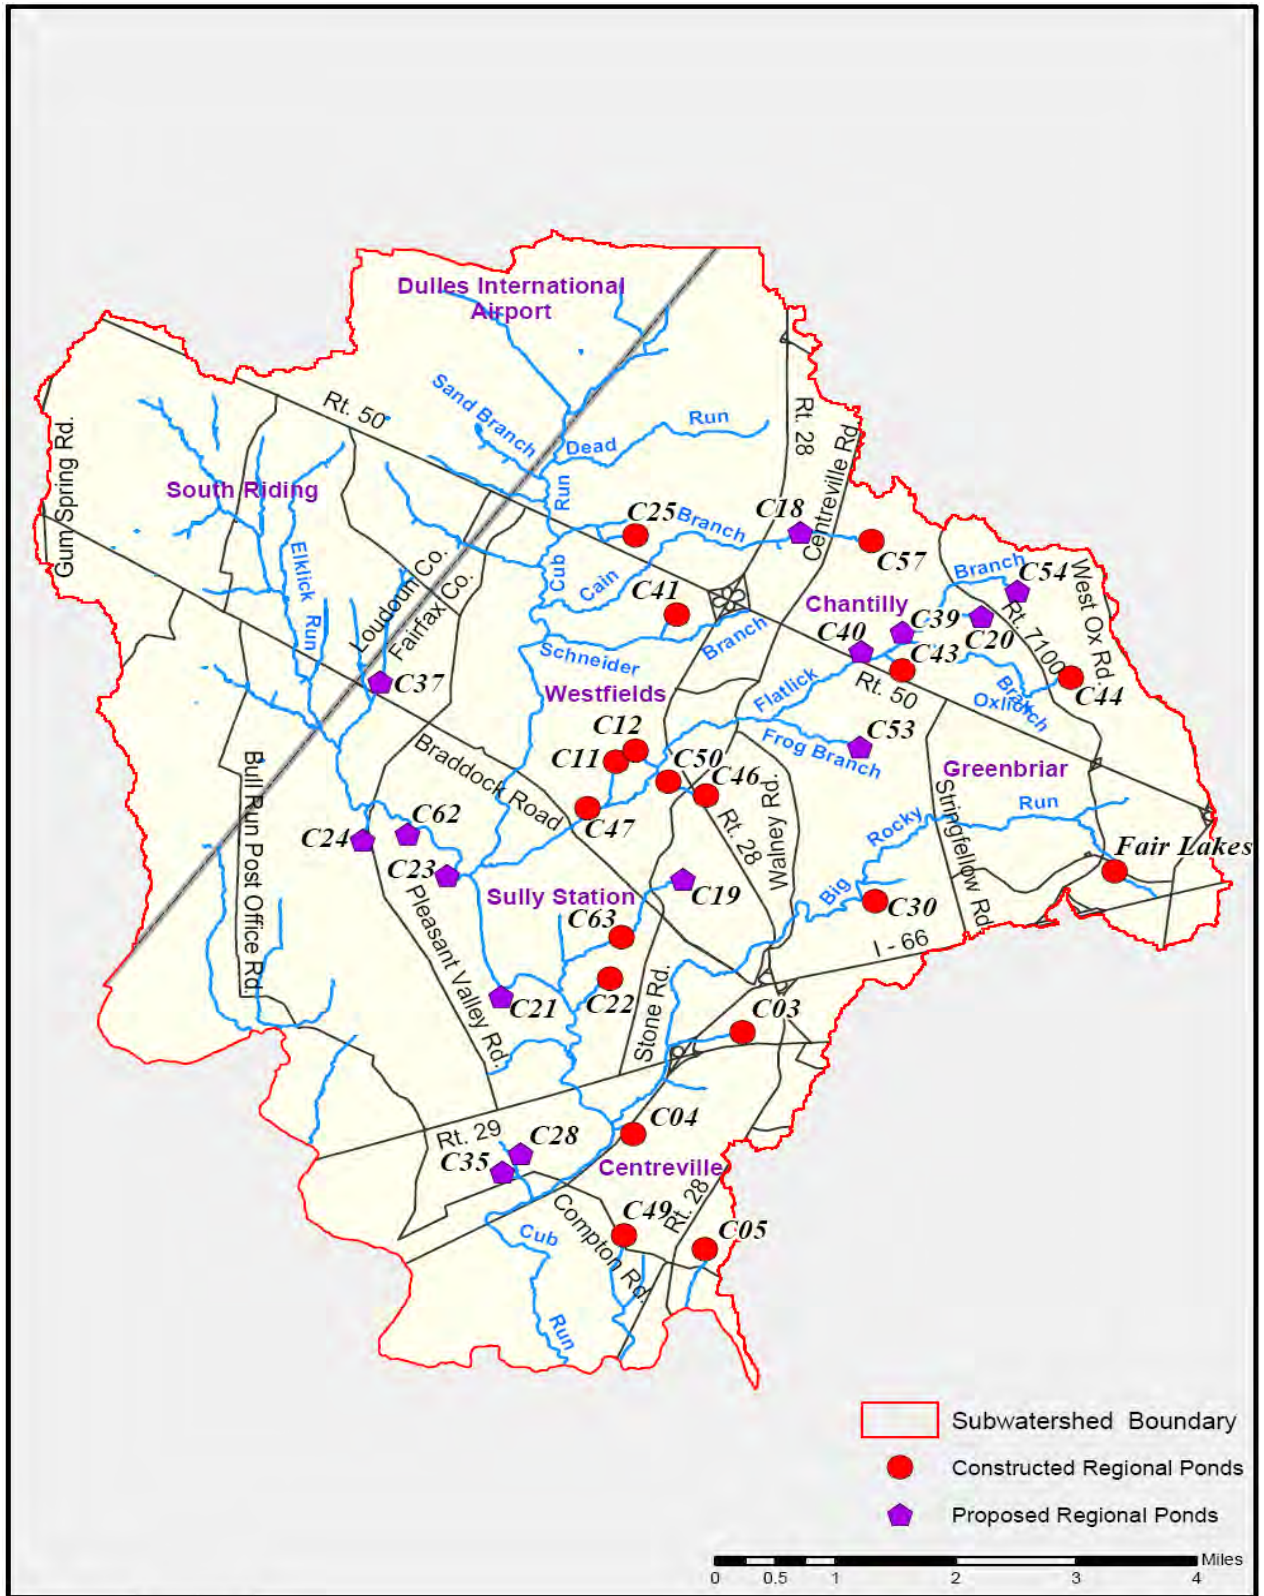 Dulles International
Airport
Sand Branch
Rt. 50
Dead
Run
Rt. 28
Centreville Rd.
Gum Spring Rd.
South Riding
Run
C25
Branch
C18
C57
Elklick
Run
Loudoun Co.
Fairfax Co.
Cub
Cain
C41
Chantilly
Branch
C54
West Ox Rd.
C39
C20
Rt. 7100
C40
C43
Schneider
Branch
C37
Westfields
Flatlick
Rt. 50
Oxlick
Branch
C44
C12
C11
C50
C46
Frog Branch
C53
Greenbriar
Bull Run Post Office Rd.
Braddock Road
C47
Rt. 28
Walney Rd.
Rocky
Run
Stringfellow Rd.
C62
C24
C23
Fair Lakes
Sully Station
C19
Big
C30
C63
I - 66
Pleasant Valley Rd.
C22
C21
Stone Rd.
C03
Rt. 29
C28
C04
C35
Centreville
Compton Rd.
C49
Rt. 28
C05
Cub
Run
Subwatershed Boundary
Constructed Regional Ponds
Proposed Regional Ponds
Miles
0 0.5 1 2 3 4